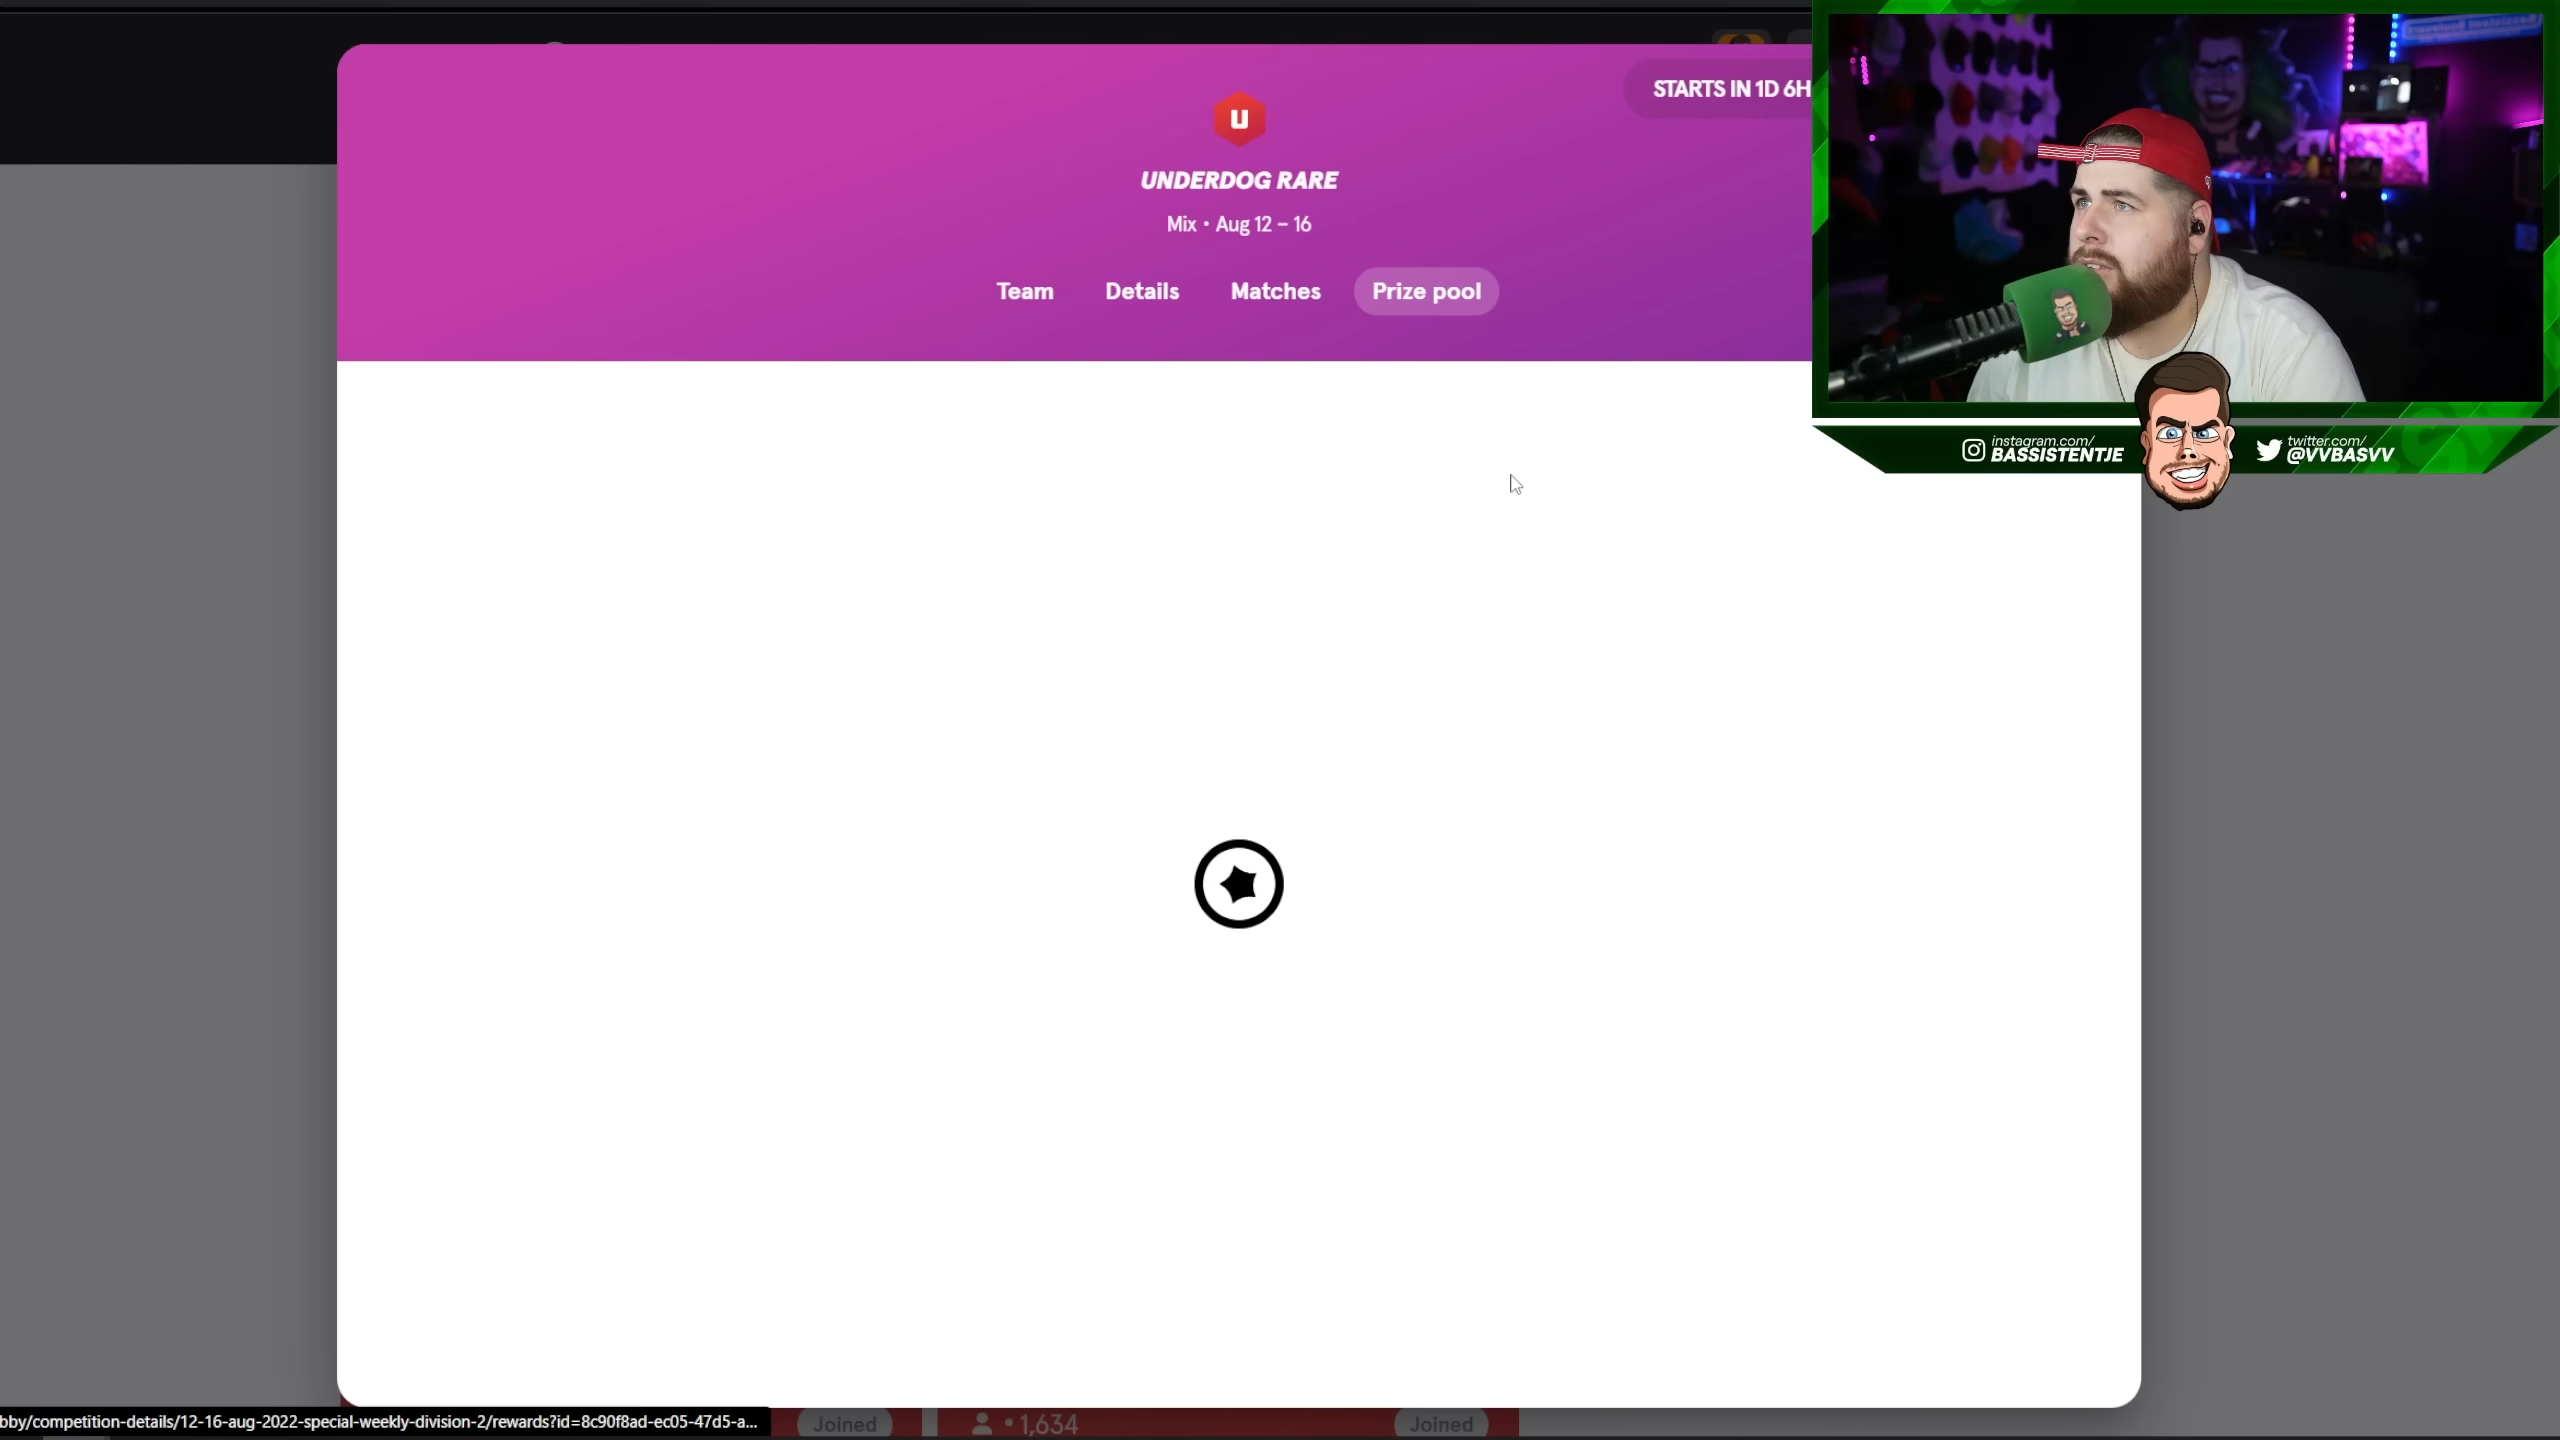 STARTS IN 1D 6H
U
UNDERDOG RARE
Mix • Aug 12 – 16
Team Details Matches Prize pool
instagram.com/
BASSISTENTJE
twitter.com/
@VVBASVV
bby/competition-details/12-16-aug-2022-special-weekly-division-2/rewards?id=8c90f8ad-ec05-47d5-a...
Joined • 1,634 Joined